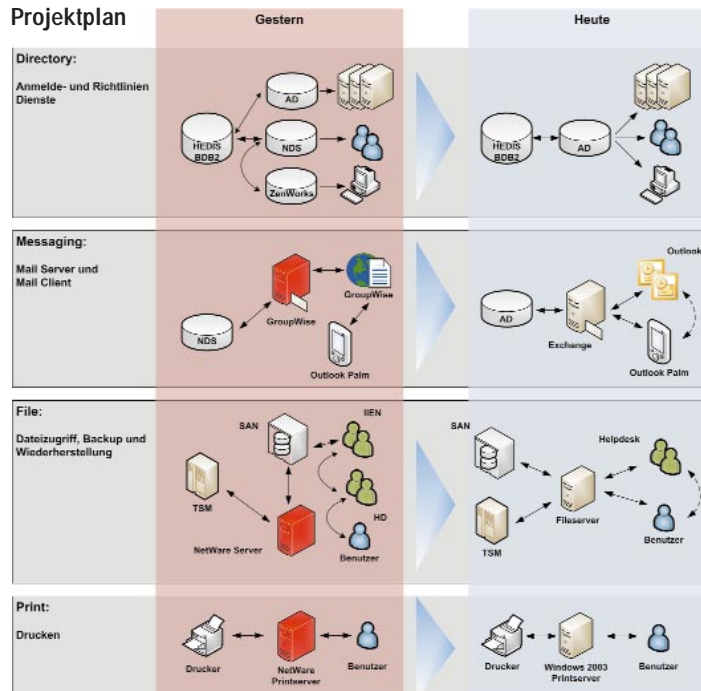 Projektplan
Gestern
Heute
Directory:
Anmelde- und Richtlinien
Dienste
HEDIS
BDB2
AD
NDS
ZenWorks
HEDIS
BDB2
AD
Messaging:
Mail Server und
Mail Client
NDS
GroupWise
GroupWise
Outlook Palm
AD
Exchange
Outlook
Outlook Palm
File:
Dateizugriff, Backup und
Wiederherstellung
TSM
SAN
NetWare Server
IIEN
HD
Benutzer
SAN
TSM
Fileserver
Helpdesk
Benutzer
Print:
Drucken
Drucker
NetWare
Printserver
Benutzer
Drucker
Windows 2003
Printserver
Benutzer